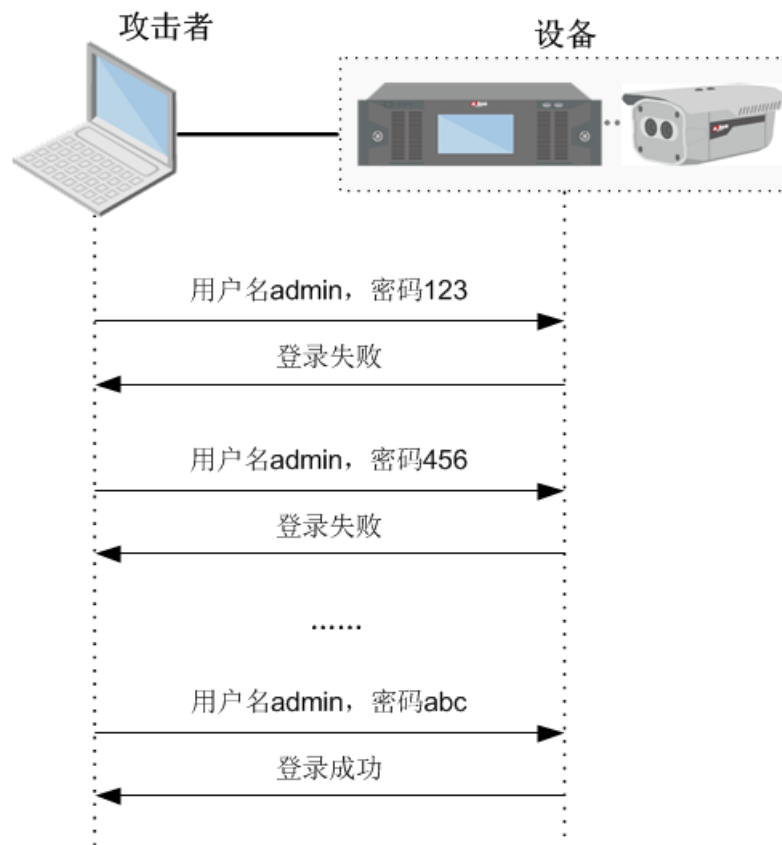 攻击者
设备
用户名admin，密码123
登录失败
用户名admin，密码456
登录失败
……
用户名admin，密码abc
登录成功